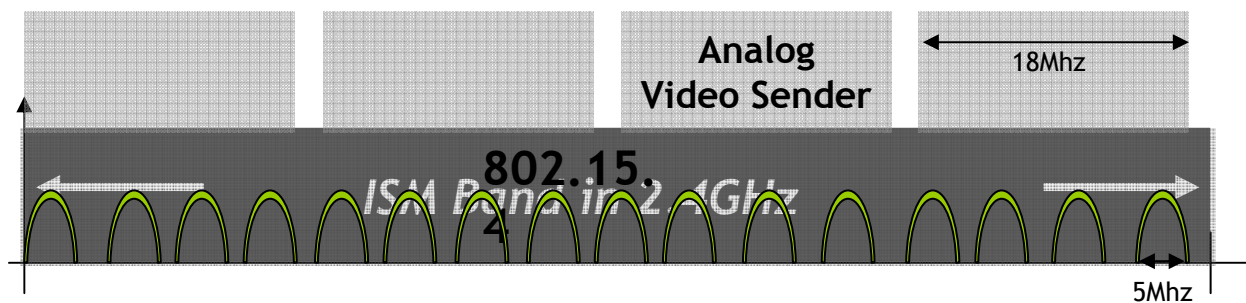 Analog
Video Sender
18Mhz
802.15.
4
ISM Band in 2.4GHz
5Mhz